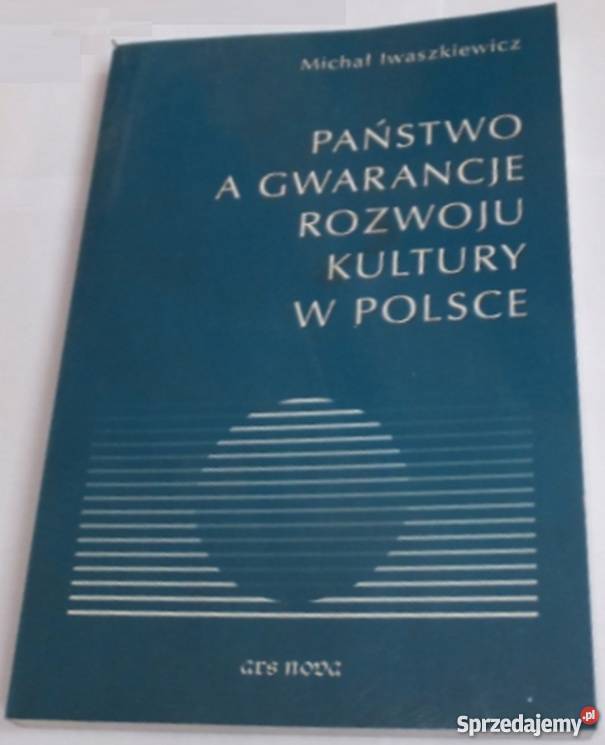 Michał Iwaszkiewicz
PAŃSTWO
A GWARANCJE
ROZWOJU
KULTURY
W POLSCE
ars nova
Sprzedajemy.pl